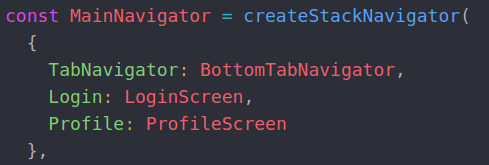 const MainNavigator = createStackNavigator(
  {
    TabNavigator: BottomTabNavigator,
    Login: LoginScreen,
    Profile: ProfileScreen
  },